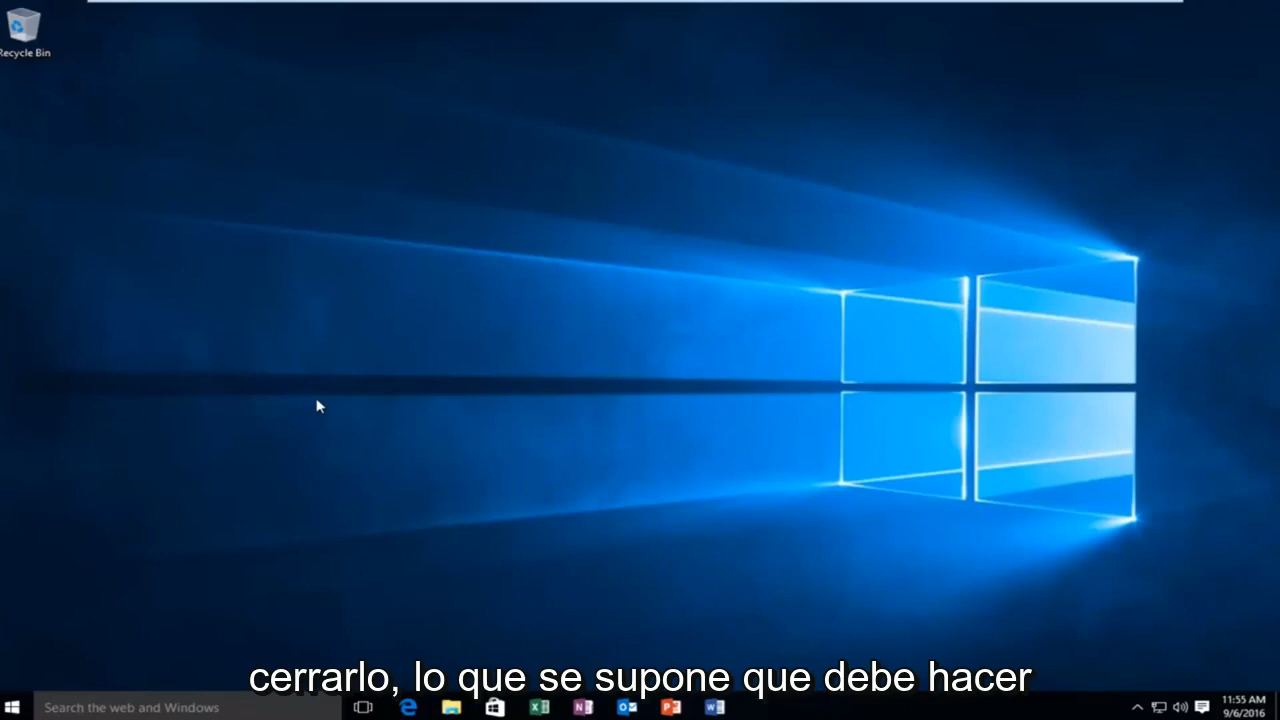 Recycle Bin
cerrarlo, lo que se supone que debe hacer
Search the web and Windows
11:55 AM
9/6/2016